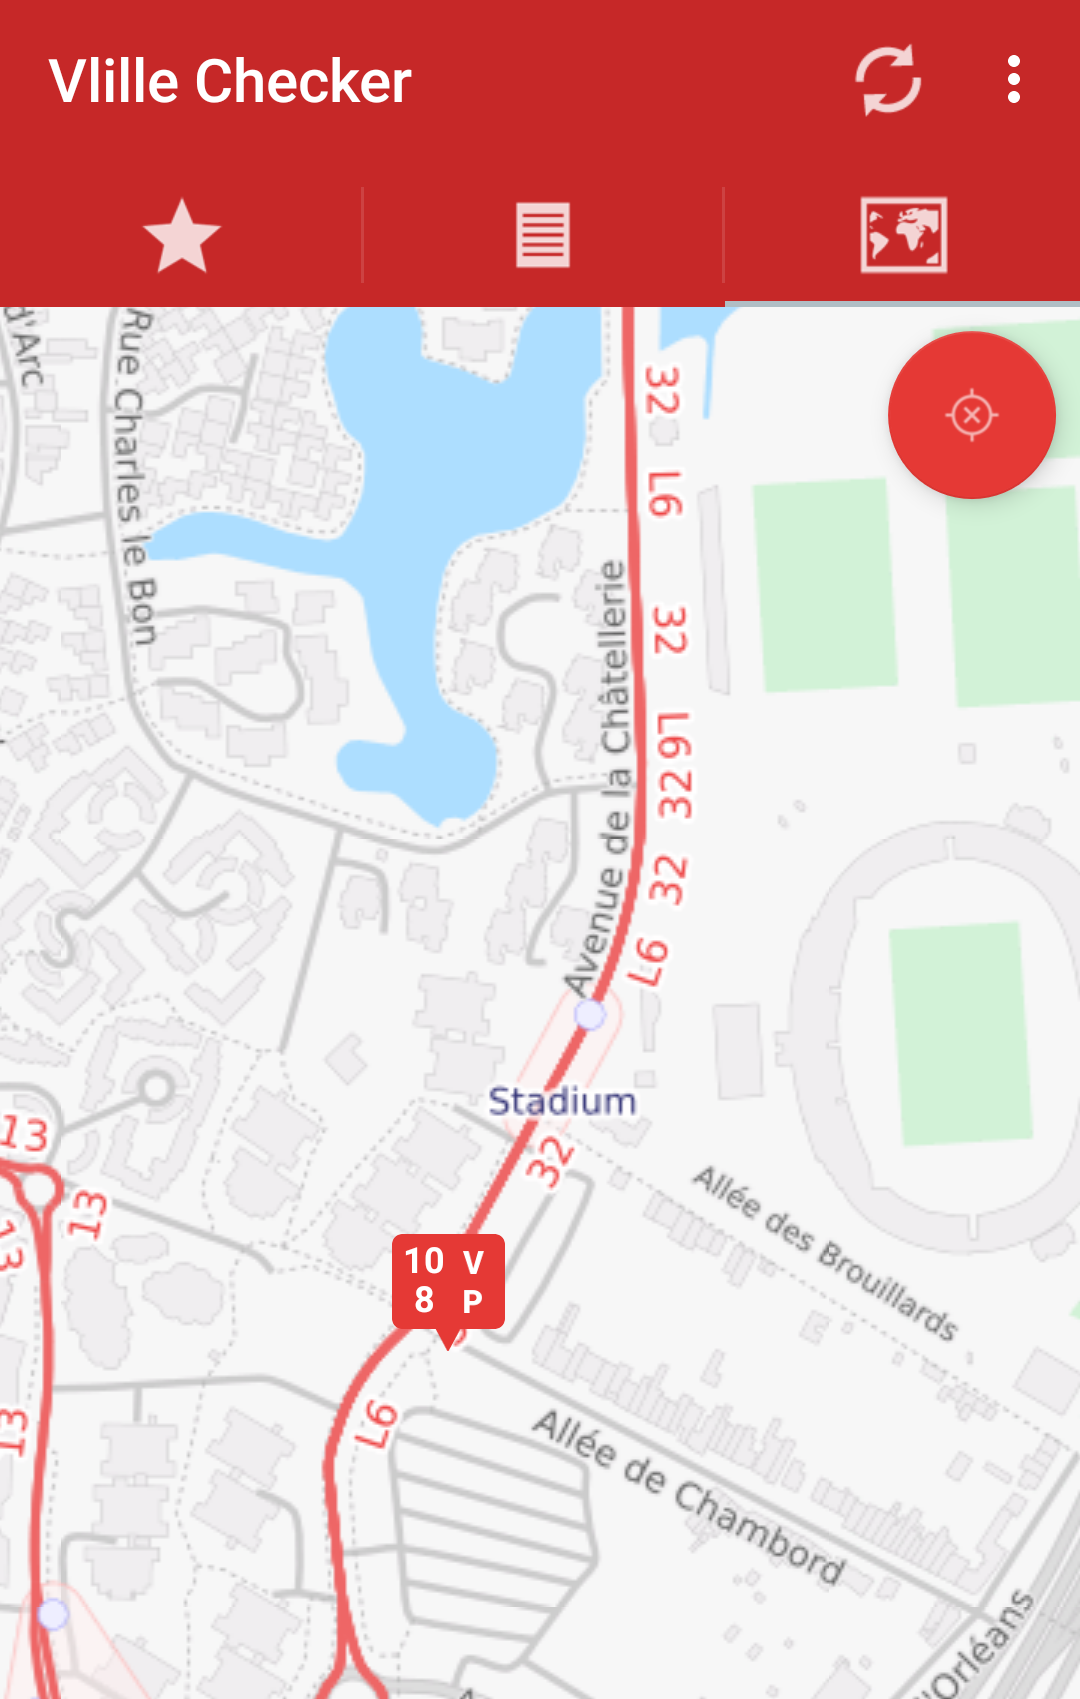 Vlille Checker
d'Arc
Rue Charles le Bon
32
L6
32
Avenue de la Châtellerie
L6
32
32
L6
Stadium
32
13
13
13
Allée des Brouillards
10 V
8 P
L6
13
Allée de Chambord
d'Orléans